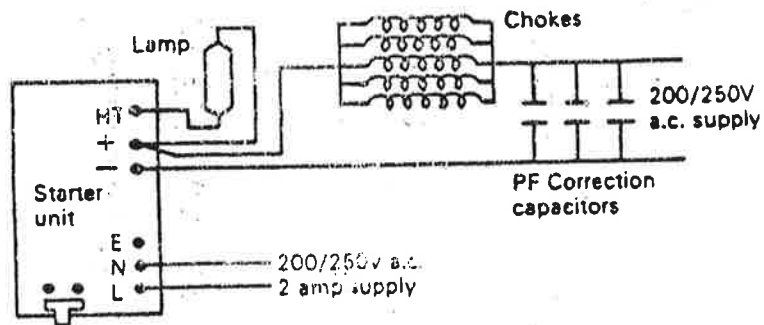 Lamp
Chokes
HT
+
−
Starter
unit
E
N
L
200/250V
a.c. supply
PF Correction
capacitors
200/250v a.c.
2 amp supply